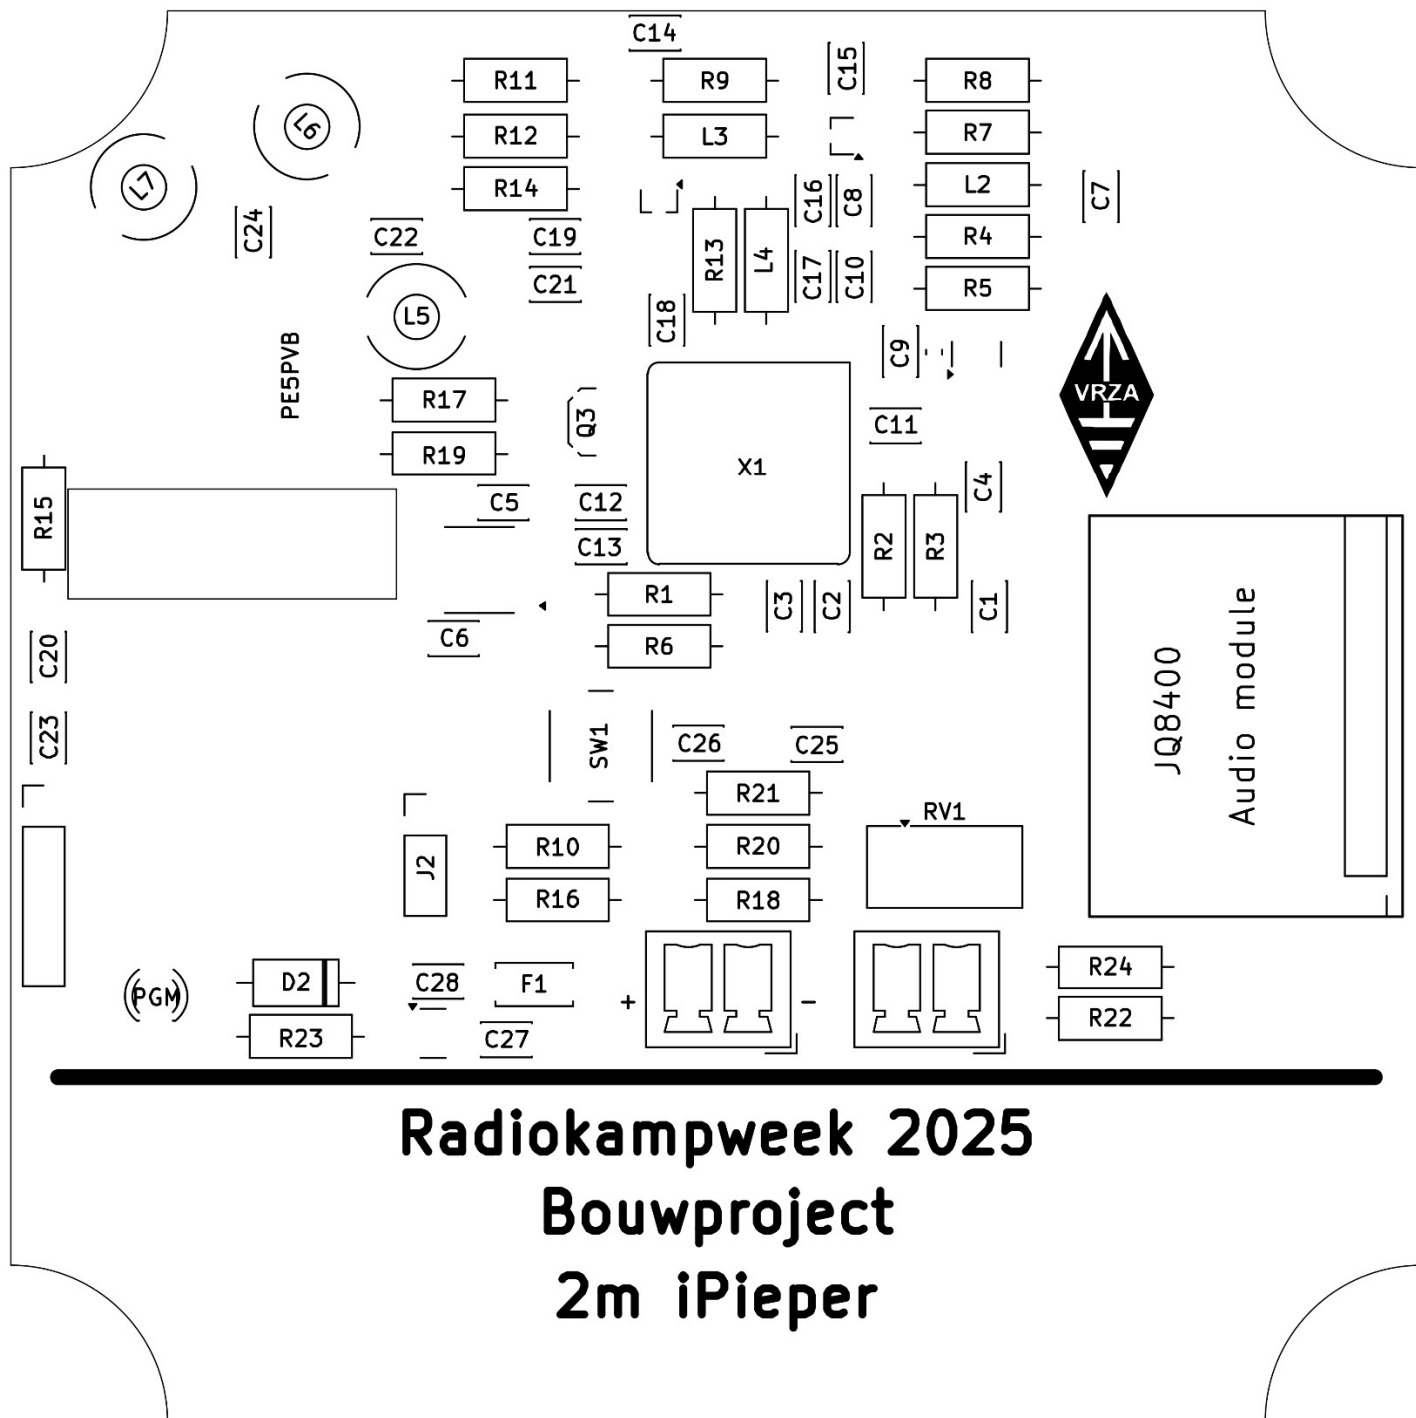 C14
R11
R9
C15
R8
L6
R12
L3
R7
L7
R14
C16
C8
L2
C7
C24
C22
C19
R13
L4
R4
C21
C17
C10
R5
L5
C18
PE5PVB
C9
VRZA
R17
Q3
C11
R19
X1
C4
R15
C5
C12
C13
R2
R3
R1
C3
C2
C1
C6
R6
C20
JQ8400
Audio module
C23
SW1
C26
C25
R21
RV1
J2
R10
R20
R16
R18
PGM
D2
C28
F1
+
-
R24
R23
C27
R22
Radiokampweek 2025
Bouwproject
2m iPieper